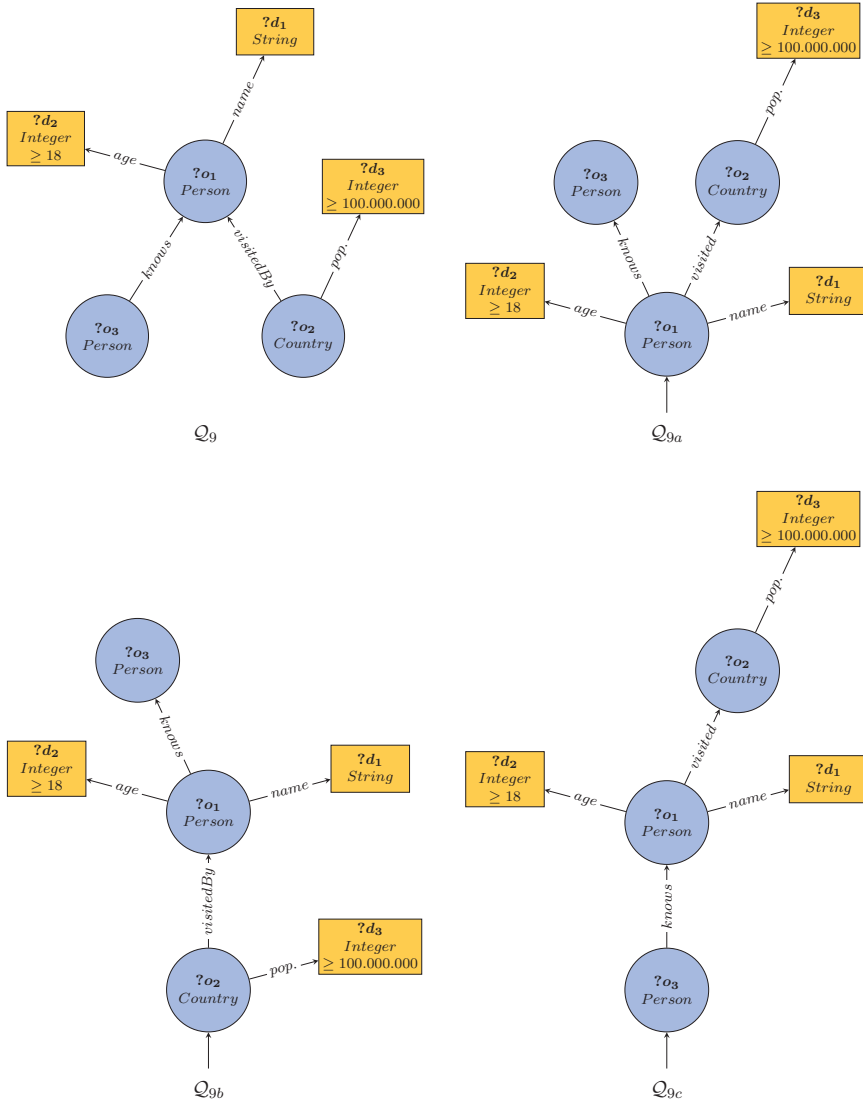 ?d1
String
name
?d2
Integer
≥ 18
age
?o1
Person
?d3
Integer
≥ 100.000.000
knows
visitedBy
pop.
?o3
Person
?o2
Country
Q9
?d3
Integer
≥ 100.000.000
pop.
?o3
Person
?o2
Country
knows
visited
?d2
Integer
≥ 18
age
?o1
Person
name
?d1
String
Q9a
?o3
Person
knows
?d2
Integer
≥ 18
age
?o1
Person
name
?d1
String
visitedBy
?d3
Integer
≥ 100.000.000
pop.
?o2
Country
Q9b
?d3
Integer
≥ 100.000.000
pop.
?o2
Country
visited
?d2
Integer
≥ 18
age
?o1
Person
name
?d1
String
knows
?o3
Person
Q9c